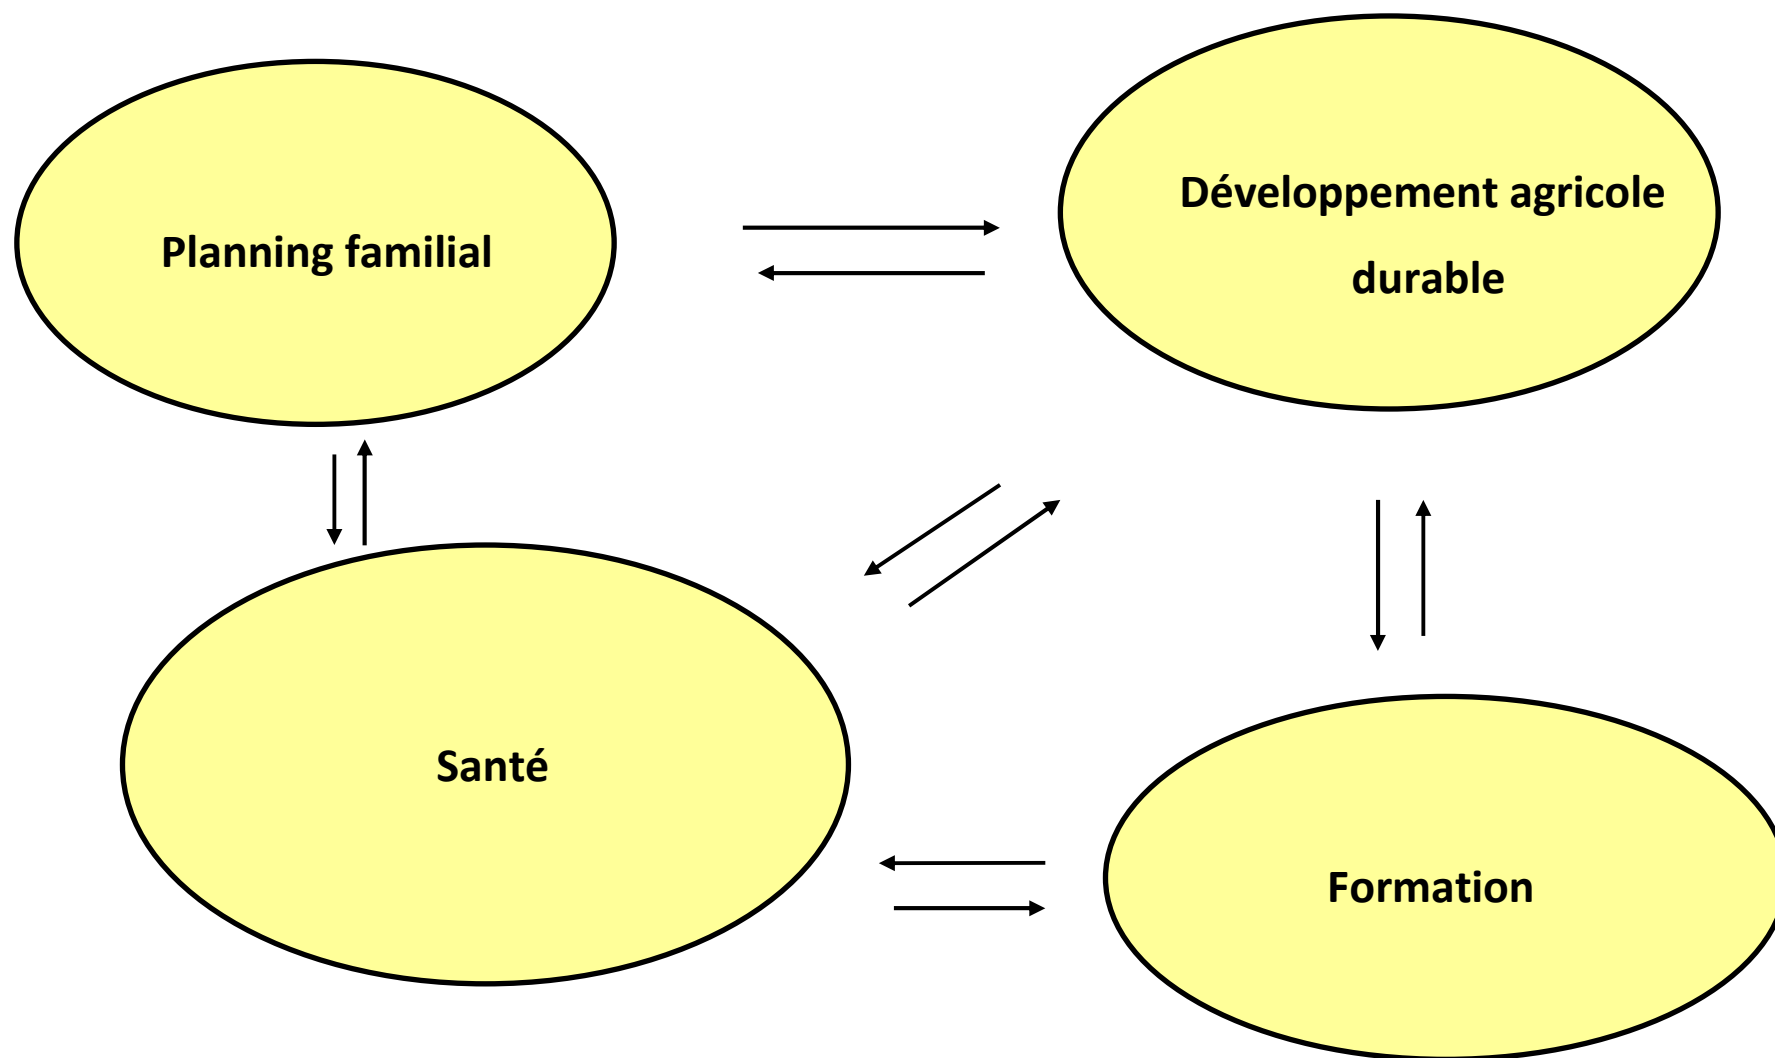 Planning familial
Développement agricole
durable
Santé
Formation